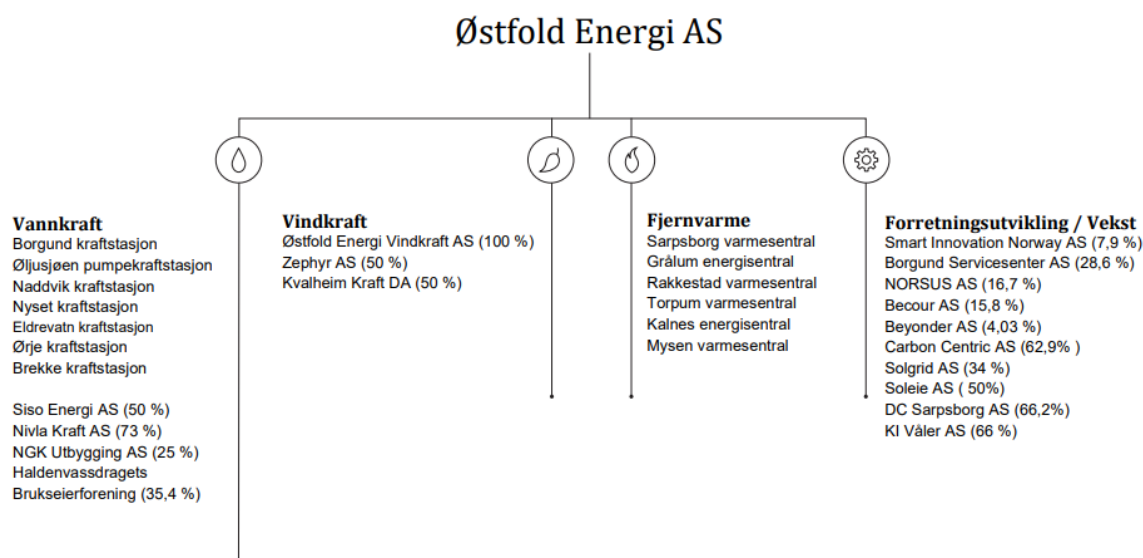 Østfold Energi AS
Vannkraft
Borgund kraftstasjon
Øljusjøen pumpekraftstasjon
Naddvik kraftstasjon
Nyset kraftstasjon
Eldrevatn kraftstasjon
Ørje kraftstasjon
Brekke kraftstasjon
Siso Energi AS (50 %)
Nivla Kraft AS (73 %)
NGK Utbygging AS (25 %)
Haldenvassdragets
Brukseierforening (35,4 %)
Vindkraft
Østfold Energi Vindkraft AS (100 %)
Zephyr AS (50 %)
Kvalheim Kraft DA (50 %)
Fjernvarme
Sarpsborg varmesentral
Grålum energisentral
Rakkestad varmesentral
Torpum varmesentral
Kalnes energisentral
Mysen varmesentral
Forretningsutvikling / Vekst
Smart Innovation Norway AS (7,9 %)
Borgund Servicesenter AS (28,6 %)
NORSUS AS (16,7 %)
Becour AS (15,8 %)
Beyonder AS (4,03 %)
Carbon Centric AS (62,9% )
Solgrid AS (34 %)
Soleie AS ( 50%)
DC Sarpsborg AS (66,2%)
KI Våler AS (66 %)